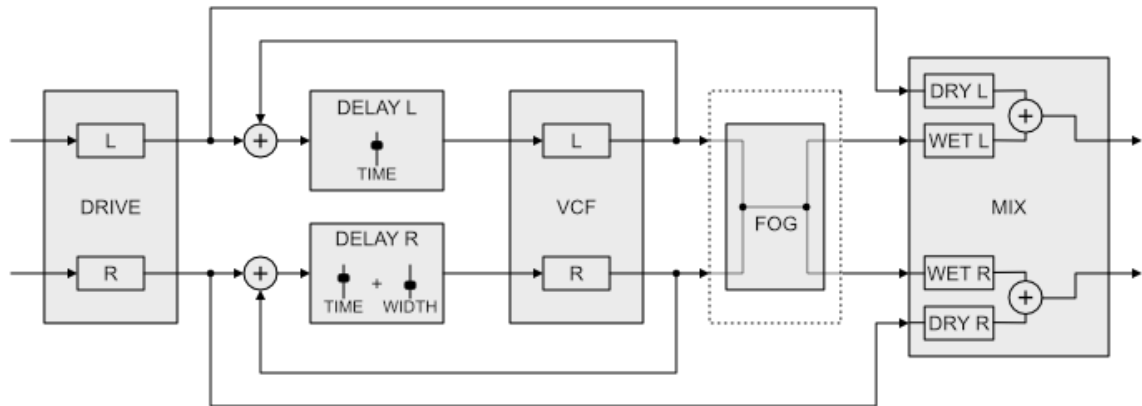 DRIVE
L
R
+
+
DELAY L
TIME
DELAY R
+
TIME WIDTH
VCF
L
R
FOG
MIX
DRY L
WET L
+
WET R
DRY R
+